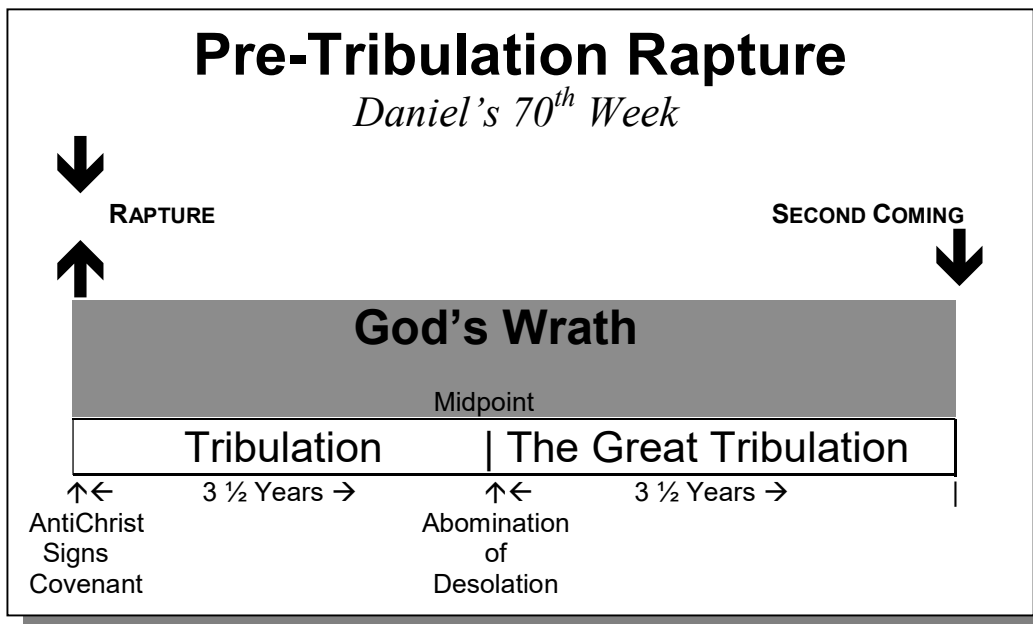 Pre-Tribulation Rapture
Daniel's 70th Week
RAPTURE
SECOND COMING
God's Wrath
Midpoint
Tribulation | The Great Tribulation
↑← 3 ½ Years → ↑← 3 ½ Years → |
AntiChrist Abomination
Signs of
Covenant Desolation